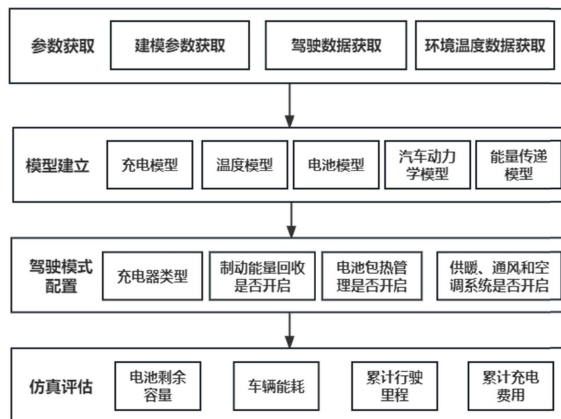 参数获取
建模参数获取
驾驶数据获取
环境温度数据获取
模型建立
充电模型
温度模型
电池模型
汽车动力
学模型
能量传递
模型
驾驶模式
配置
充电器类型
制动能量回收
是否开启
电池包热管
理是否开启
供暖、通风和空
调系统是否开启
仿真评估
电池剩余
容量
车辆能耗
累计行驶
里程
累计充电
费用